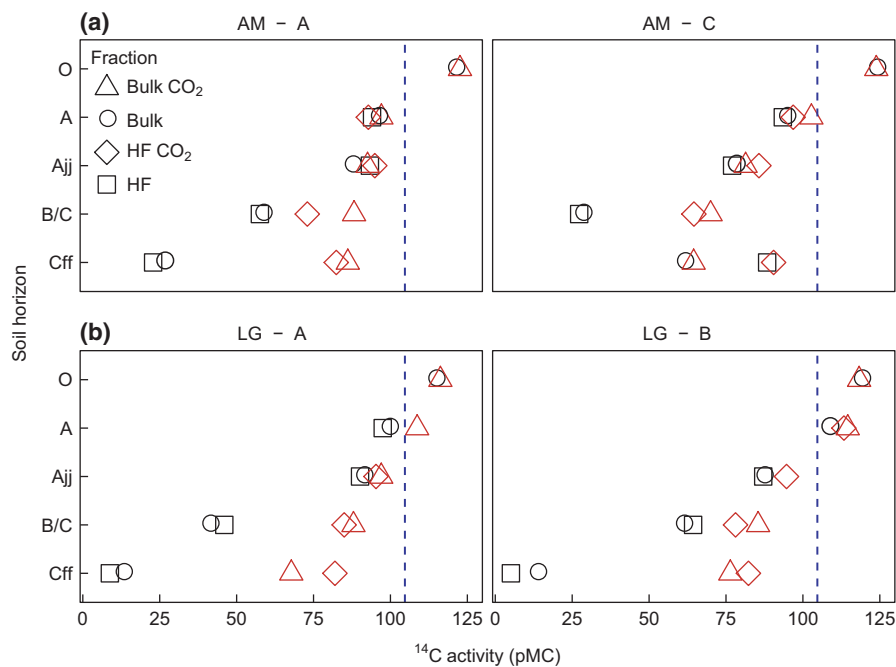 (a)
AM – A
AM – C
Fraction
Bulk CO₂
Bulk
HF CO₂
HF
O
A
Ajj
B/C
Cff
Soil horizon
(b)
LG – A
LG – B
O
A
Ajj
B/C
Cff
0 25 50 75 100 125
0 25 50 75 100 125
¹⁴C activity (pMC)